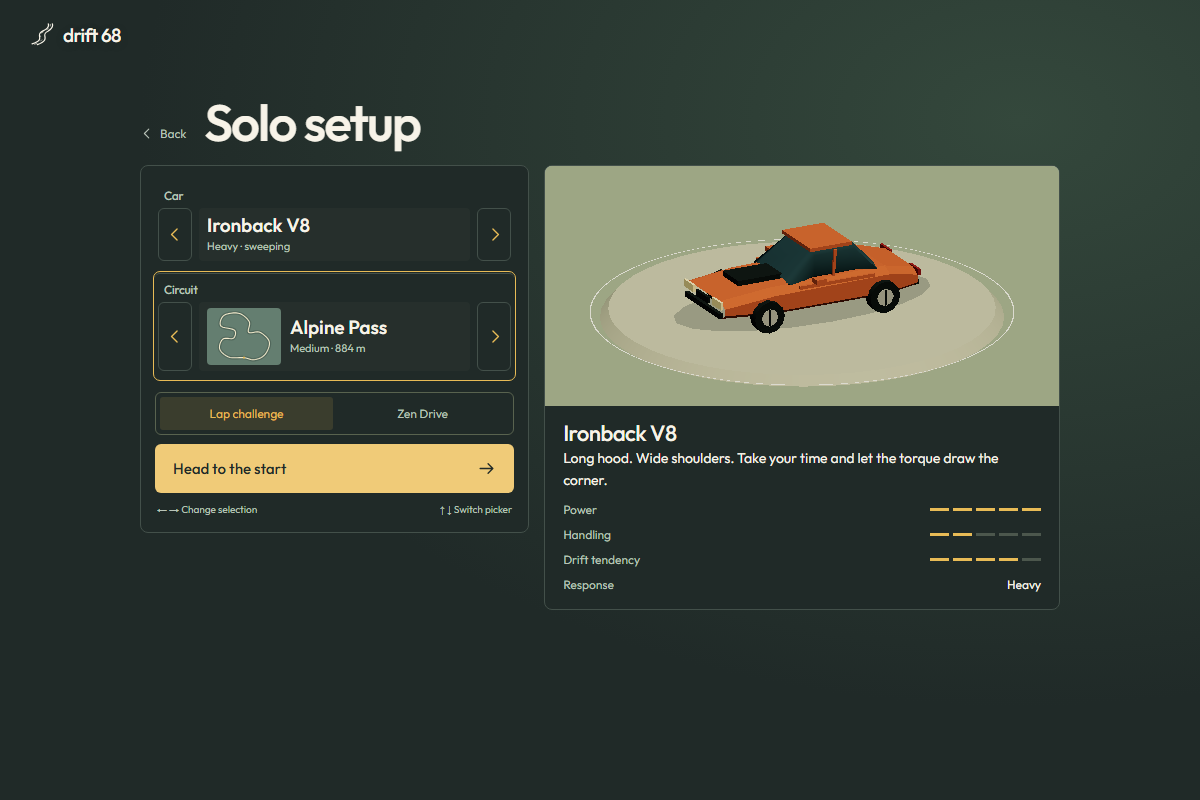 drift 68
Back
Solo setup
Car
Ironback V8
Heavy · sweeping
Circuit
Alpine Pass
Medium · 884 m
Lap challenge
Zen Drive
Head to the start →
←→ Change selection
↑↓ Switch picker
Ironback V8
Long hood. Wide shoulders. Take your time and let the torque draw the
corner.
Power
Handling
Drift tendency
Response
Heavy